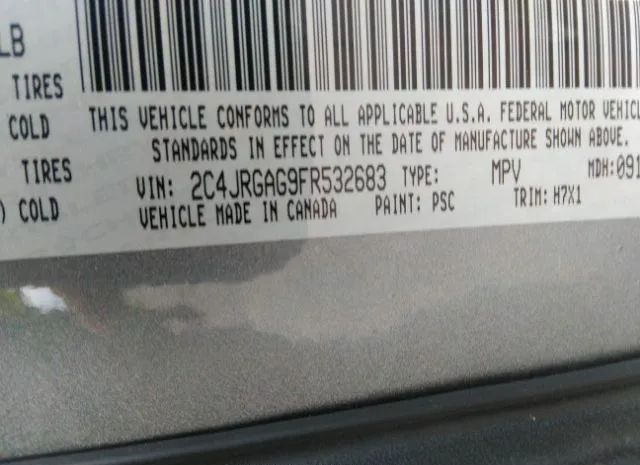 LB
TIRES
COLD
TIRES
) COLD
THIS VEHICLE CONFORMS TO ALL APPLICABLE U.S.A. FEDERAL MOTOR VEHIC
STANDARDS IN EFFECT ON THE DATE OF MANUFACTURE SHOWN ABOVE.
VIN: 2C4JRGAG9FR532683 TYPE: MPV MDH:091
VEHICLE MADE IN CANADA PAINT: PSC TRIM: H7X1